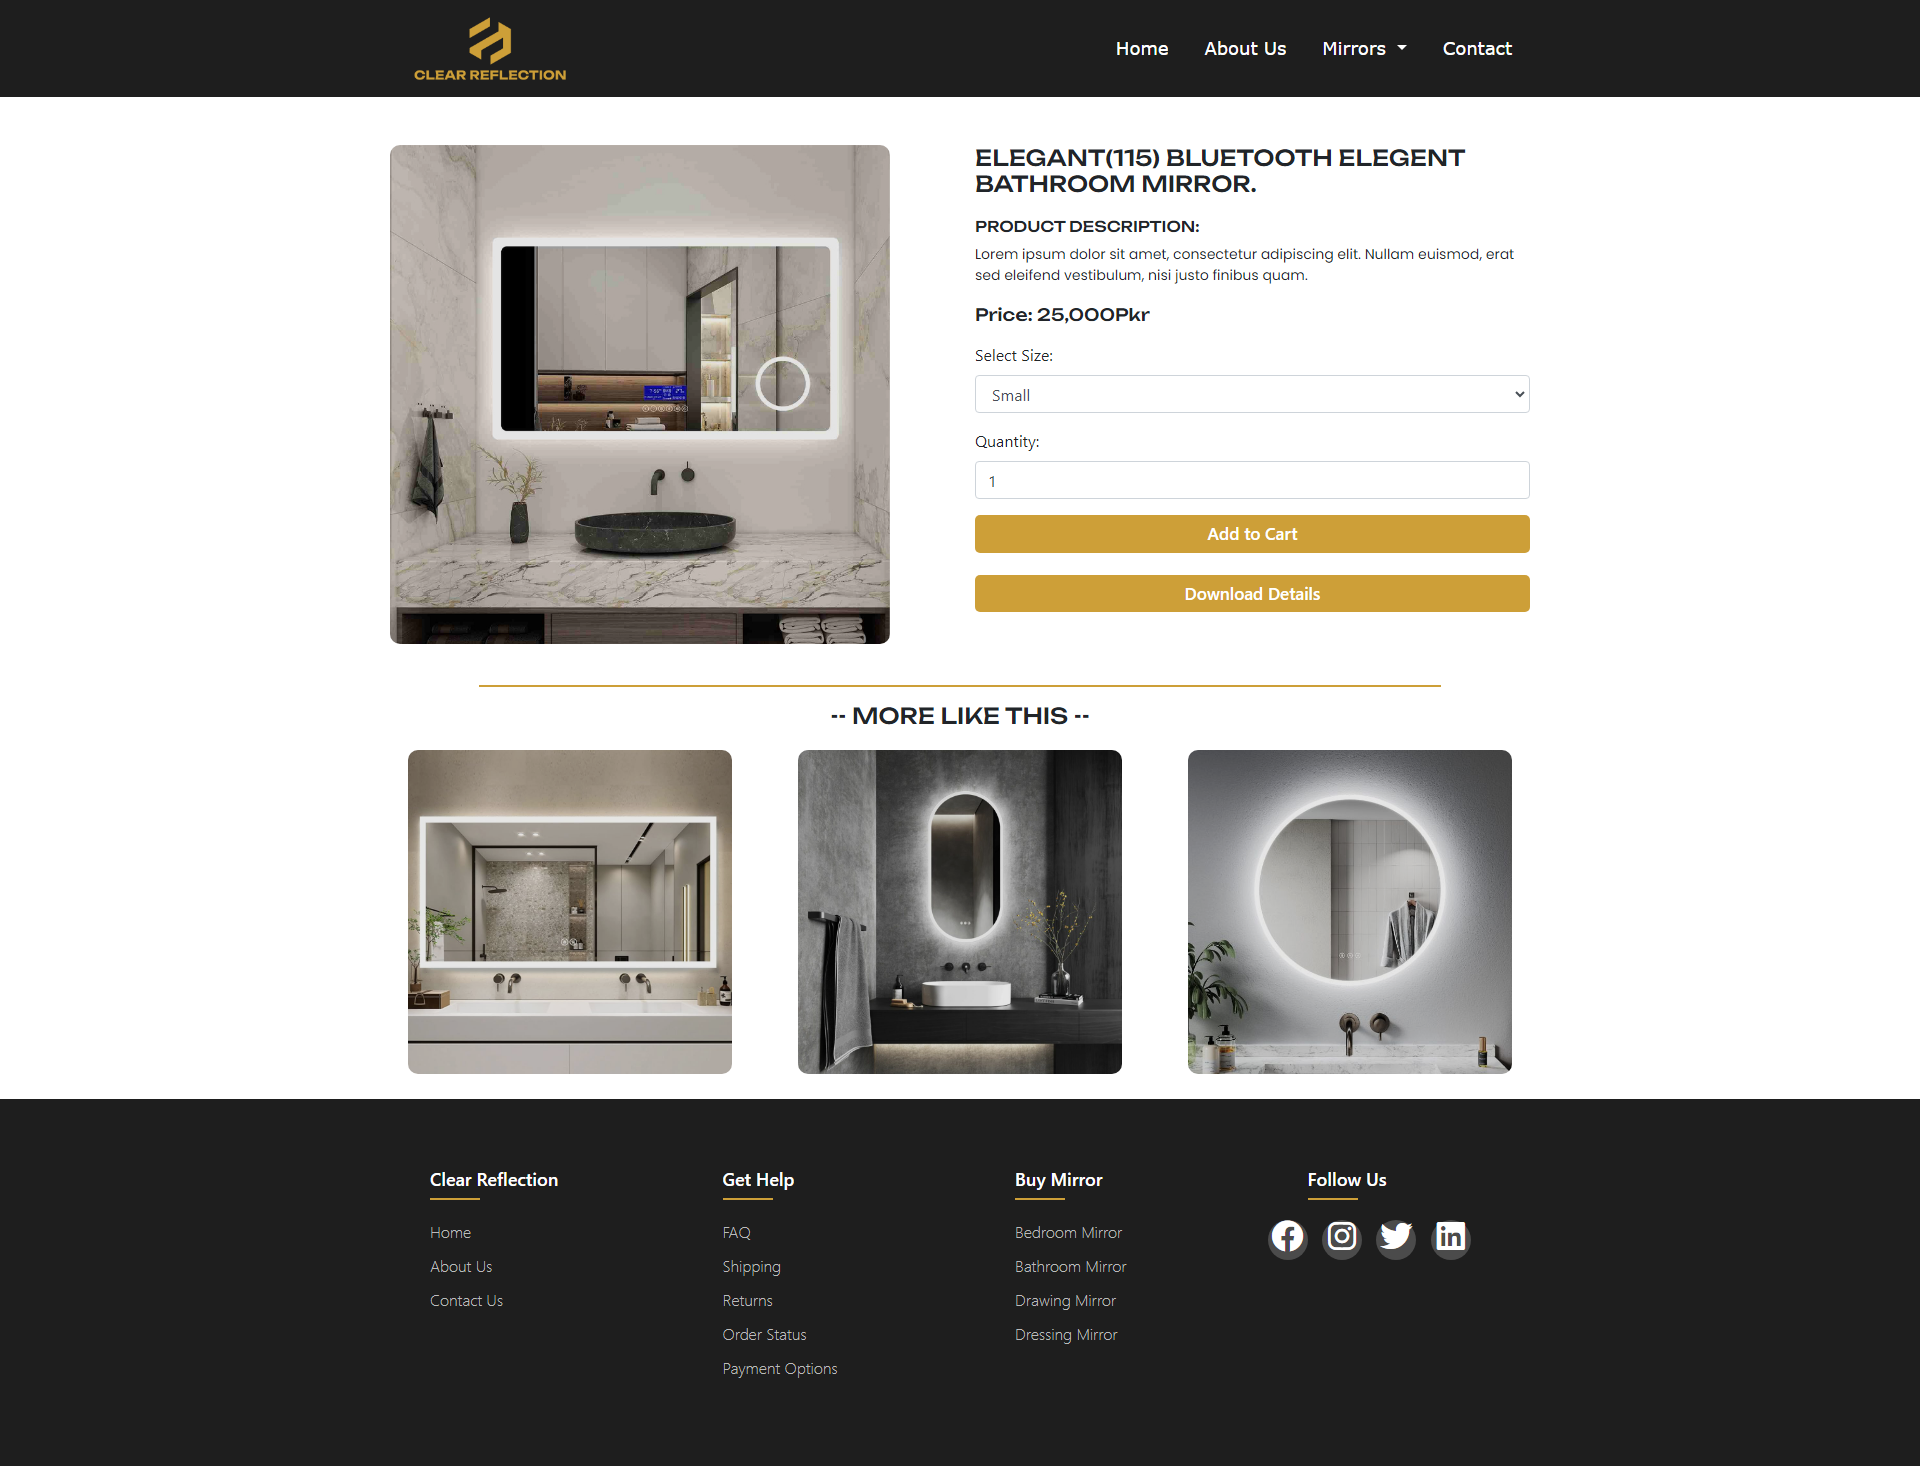 CLEAR REFLECTION
Home
About Us
Mirrors
Contact
ELEGANT(115) BLUETOOTH ELEGENT
BATHROOM MIRROR.
PRODUCT DESCRIPTION:
Lorem ipsum dolor sit amet, consectetur adipiscing elit. Nullam euismod, erat
sed eleifend vestibulum, nisi justo finibus quam.
Price: 25,000Pkr
Select Size:
Small
Quantity:
1
Add to Cart
Download Details
-- MORE LIKE THIS --
Clear Reflection
Home
About Us
Contact Us
Get Help
FAQ
Shipping
Returns
Order Status
Payment Options
Buy Mirror
Bedroom Mirror
Bathroom Mirror
Drawing Mirror
Dressing Mirror
Follow Us